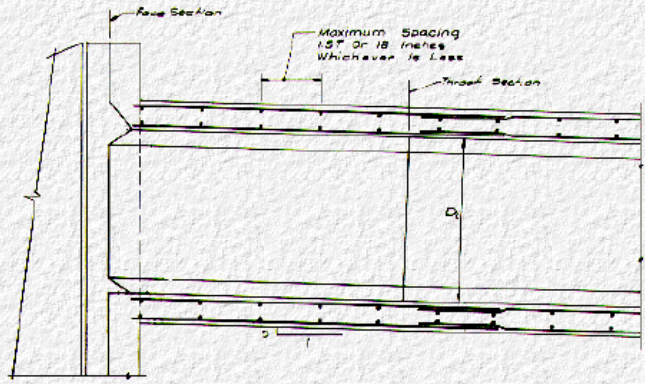 Face Section
Maximum Spacing
1.5T Or 18 Inches
Whichever Is Less
Throat Section
D